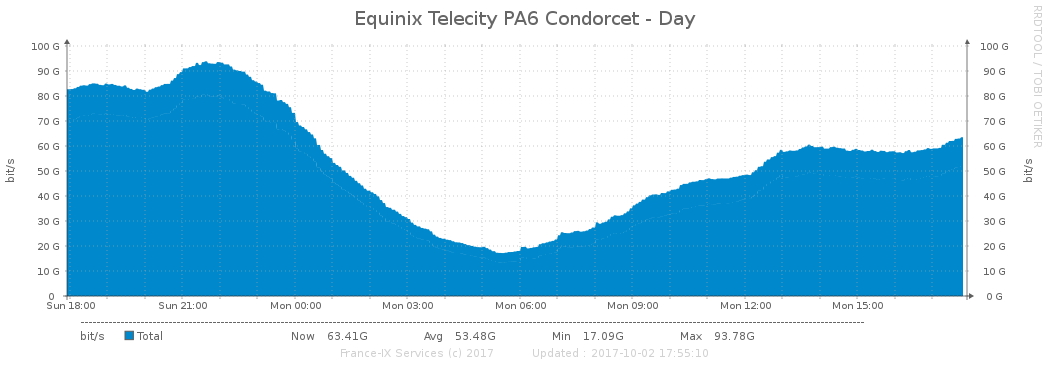 Equinix Telecity PA6 Condorcet - Day
RRDTOOL / TOBI OETIKER
bit/s
100 G 100 G
90 G 90 G
80 G 80 G
70 G 70 G
60 G 60 G
50 G 50 G
40 G 40 G
30 G 30 G
20 G 20 G
10 G 10 G
0 0 G
bit/s
Sun 18:00 Sun 21:00 Mon 00:00 Mon 03:00 Mon 06:00 Mon 09:00 Mon 12:00 Mon 15:00
bit/s Total Now 63.41G Avg 53.48G Min 17.09G Max 93.78G
France-IX Services (c) 2017 Updated : 2017-10-02 17:55:10